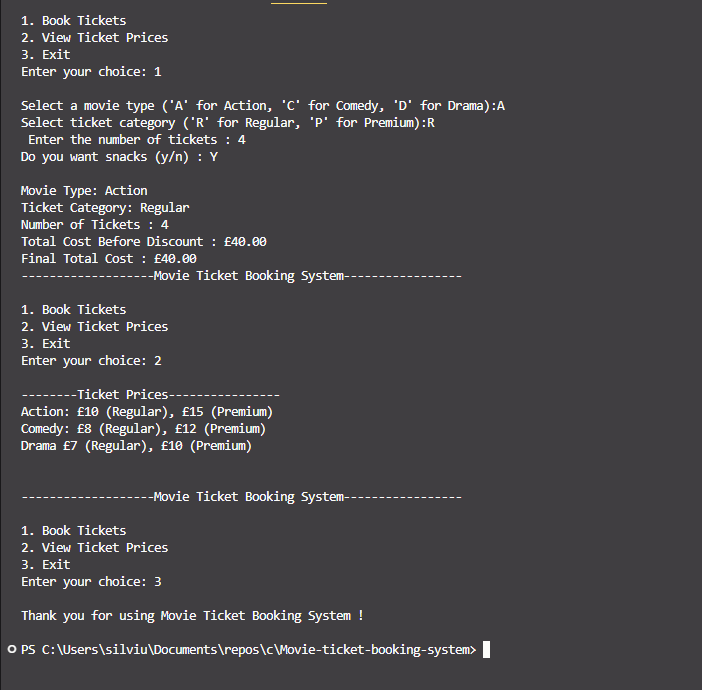 1. Book Tickets
2. View Ticket Prices
3. Exit
Enter your choice: 1
Select a movie type ('A' for Action, 'C' for Comedy, 'D' for Drama):A
Select ticket category ('R' for Regular, 'P' for Premium):R
Enter the number of tickets : 4
Do you want snacks (y/n) : Y
Movie Type: Action
Ticket Category: Regular
Number of Tickets : 4
Total Cost Before Discount : £40.00
Final Total Cost : £40.00
-------------------Movie Ticket Booking System-----------------
1. Book Tickets
2. View Ticket Prices
3. Exit
Enter your choice: 2
--------Ticket Prices----------------
Action: £10 (Regular), £15 (Premium)
Comedy: £8 (Regular), £12 (Premium)
Drama £7 (Regular), £10 (Premium)
-------------------Movie Ticket Booking System-----------------
1. Book Tickets
2. View Ticket Prices
3. Exit
Enter your choice: 3
Thank you for using Movie Ticket Booking System !
PS C:\Users\silviu\Documents\repos\c\Movie-ticket-booking-system>